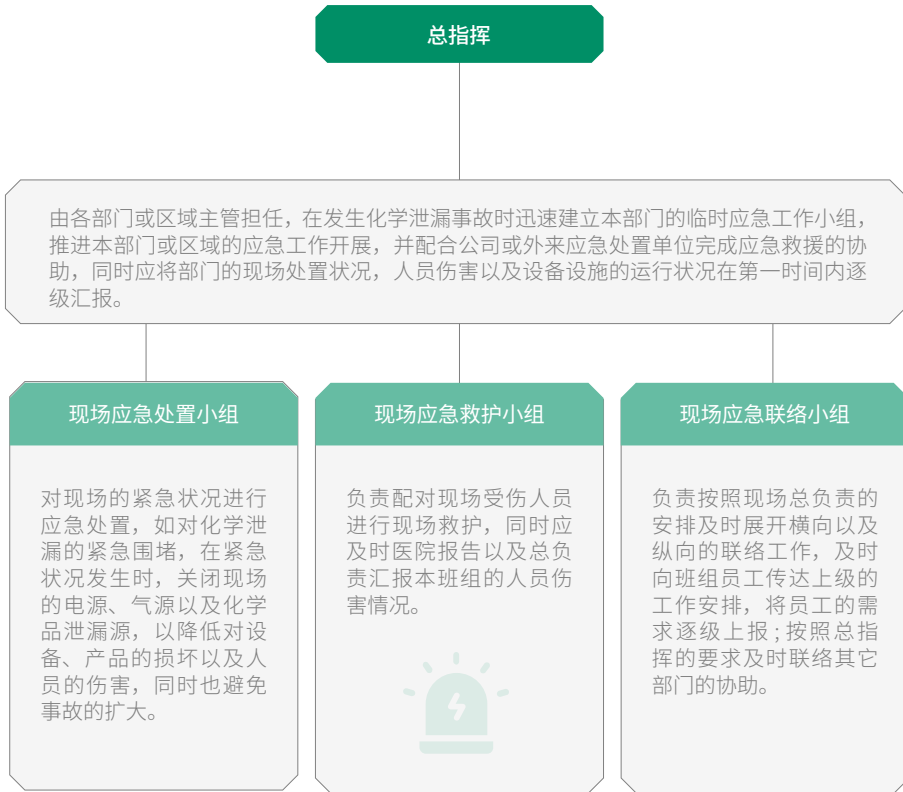 总指挥
由各部门或区域主管担任，在发生化学泄漏事故时迅速建立本部门的临时应急工作小组，
推进本部门或区域的应急工作开展，并配合公司或外来应急处置单位完成应急救援的协
助，同时应将部门的现场处置状况，人员伤害以及设备设施的运行状况在第一时间内逐
级汇报。
现场应急处置小组
对现场的紧急状况进行
应急处置，如对化学泄
漏的紧急围堵，在紧急
状况发生时，关闭现场
的电源、气源以及化学
品泄漏源，以降低对设
备、产品的损坏以及人
员的伤害，同时也避免
事故的扩大。
现场应急救护小组
负责配对现场受伤人员
进行现场救护，同时应
及时医院报告以及总负
责汇报本班组的人员伤
害情况。
现场应急联络小组
负责按照现场总负责的
安排及时展开横向以及
纵向的联络工作，及时
向班组员工传达上级的
工作安排，将员工的需
求逐级上报；按照总指
挥的要求及时联络其它
部门的协助。